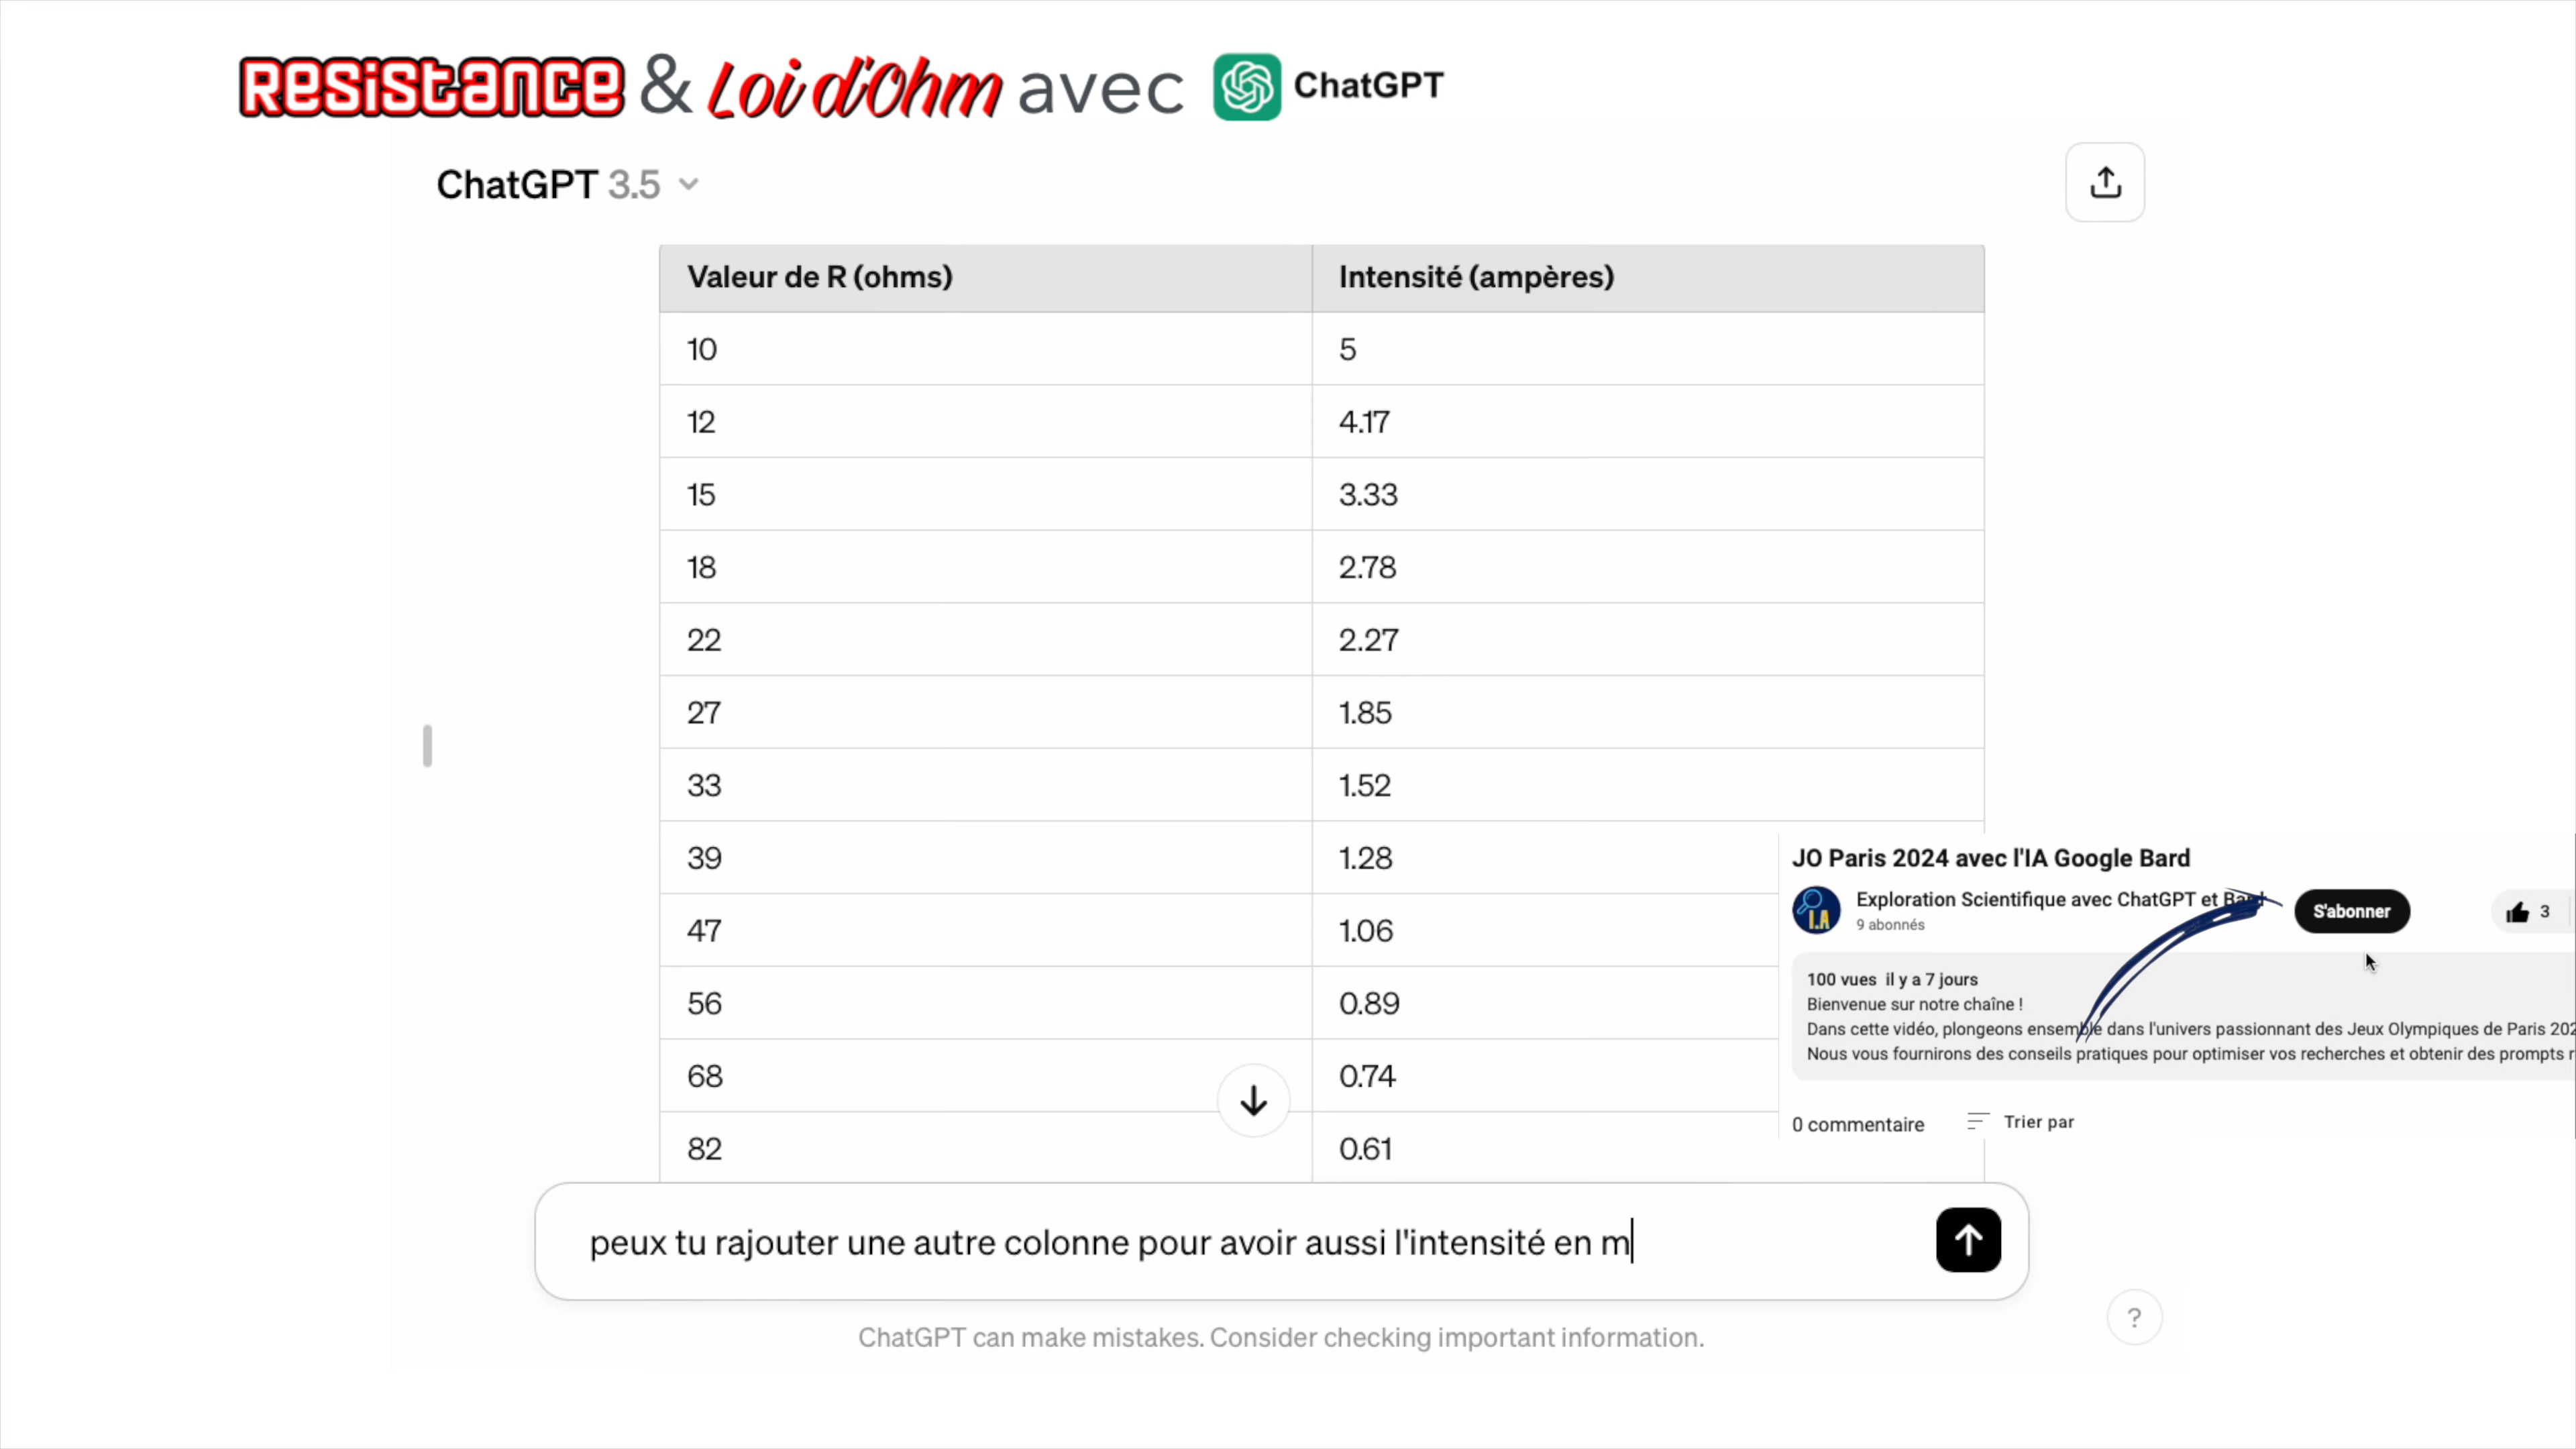 Resistance & Loi d'Ohm avec ChatGPT
ChatGPT 3.5
Valeur de R (ohms) Intensité (ampères)
10 5
12 4.17
15 3.33
18 2.78
22 2.27
27 1.85
33 1.52
39 1.28
47 1.06
56 0.89
68 0.74
82 0.61
JO Paris 2024 avec l'IA Google Bard
I.A
Exploration Scientifique avec ChatGPT et Bard
S'abonner
3
9 abonnés
100 vues il y a 7 jours
Bienvenue sur notre chaîne !
Dans cette vidéo, plongeons ensemble dans l'univers passionnant des Jeux Olympiques de Paris 202
Nous vous fournirons des conseils pratiques pour optimiser vos recherches et obtenir des prompts
0 commentaire Trier par
peux tu rajouter une autre colonne pour avoir aussi l'intensité en m
ChatGPT can make mistakes. Consider checking important information.
?